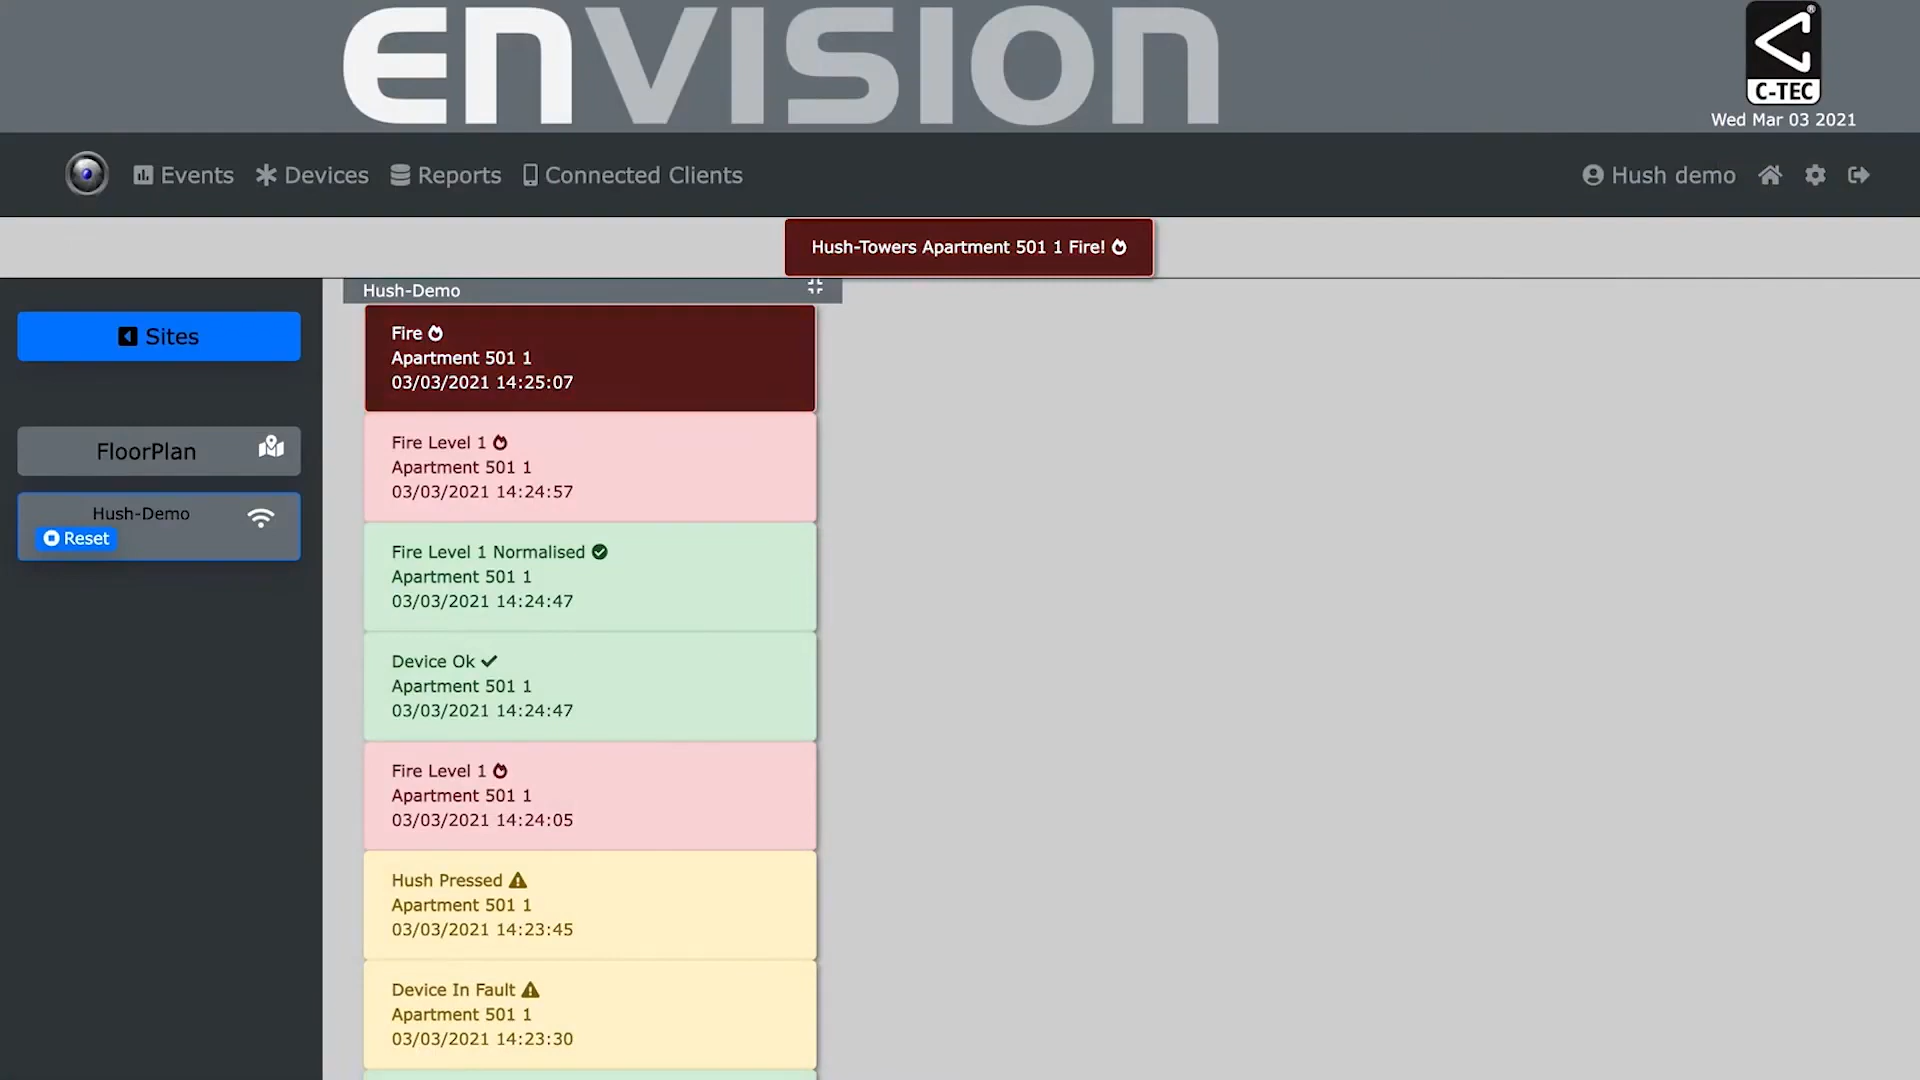 ENVISION
C-TEC
Wed Mar 03 2021
Events Devices Reports Connected Clients
Hush demo
Hush-Towers Apartment 501 1 Fire!
Sites
FloorPlan
Hush-Demo
Reset
Hush-Demo
Fire
Apartment 501 1
03/03/2021 14:25:07
Fire Level 1
Apartment 501 1
03/03/2021 14:24:57
Fire Level 1 Normalised
Apartment 501 1
03/03/2021 14:24:47
Device Ok
Apartment 501 1
03/03/2021 14:24:47
Fire Level 1
Apartment 501 1
03/03/2021 14:24:05
Hush Pressed
Apartment 501 1
03/03/2021 14:23:45
Device In Fault
Apartment 501 1
03/03/2021 14:23:30